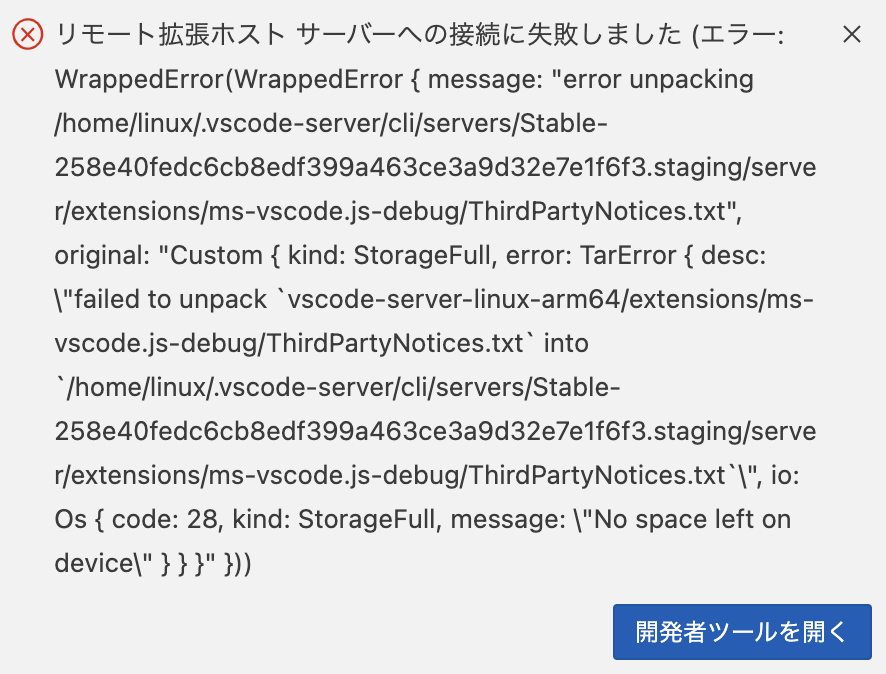 リモート拡張ホスト サーバーへの接続に失敗しました (エラー:
WrappedError(WrappedError { message: "error unpacking
/home/linux/.vscode-server/cli/servers/Stable-
258e40fedc6cb8edf399a463ce3a9d32e7e1f6f3.staging/serve
r/extensions/ms-vscode.js-debug/ThirdPartyNotices.txt",
original: "Custom { kind: StorageFull, error: TarError { desc:
\"failed to unpack `vscode-server-linux-arm64/extensions/ms-
vscode.js-debug/ThirdPartyNotices.txt` into
`/home/linux/.vscode-server/cli/servers/Stable-
258e40fedc6cb8edf399a463ce3a9d32e7e1f6f3.staging/serve
r/extensions/ms-vscode.js-debug/ThirdPartyNotices.txt`\", io:
Os { code: 28, kind: StorageFull, message: \"No space left on
device\" } } }" }))
開発者ツールを開く